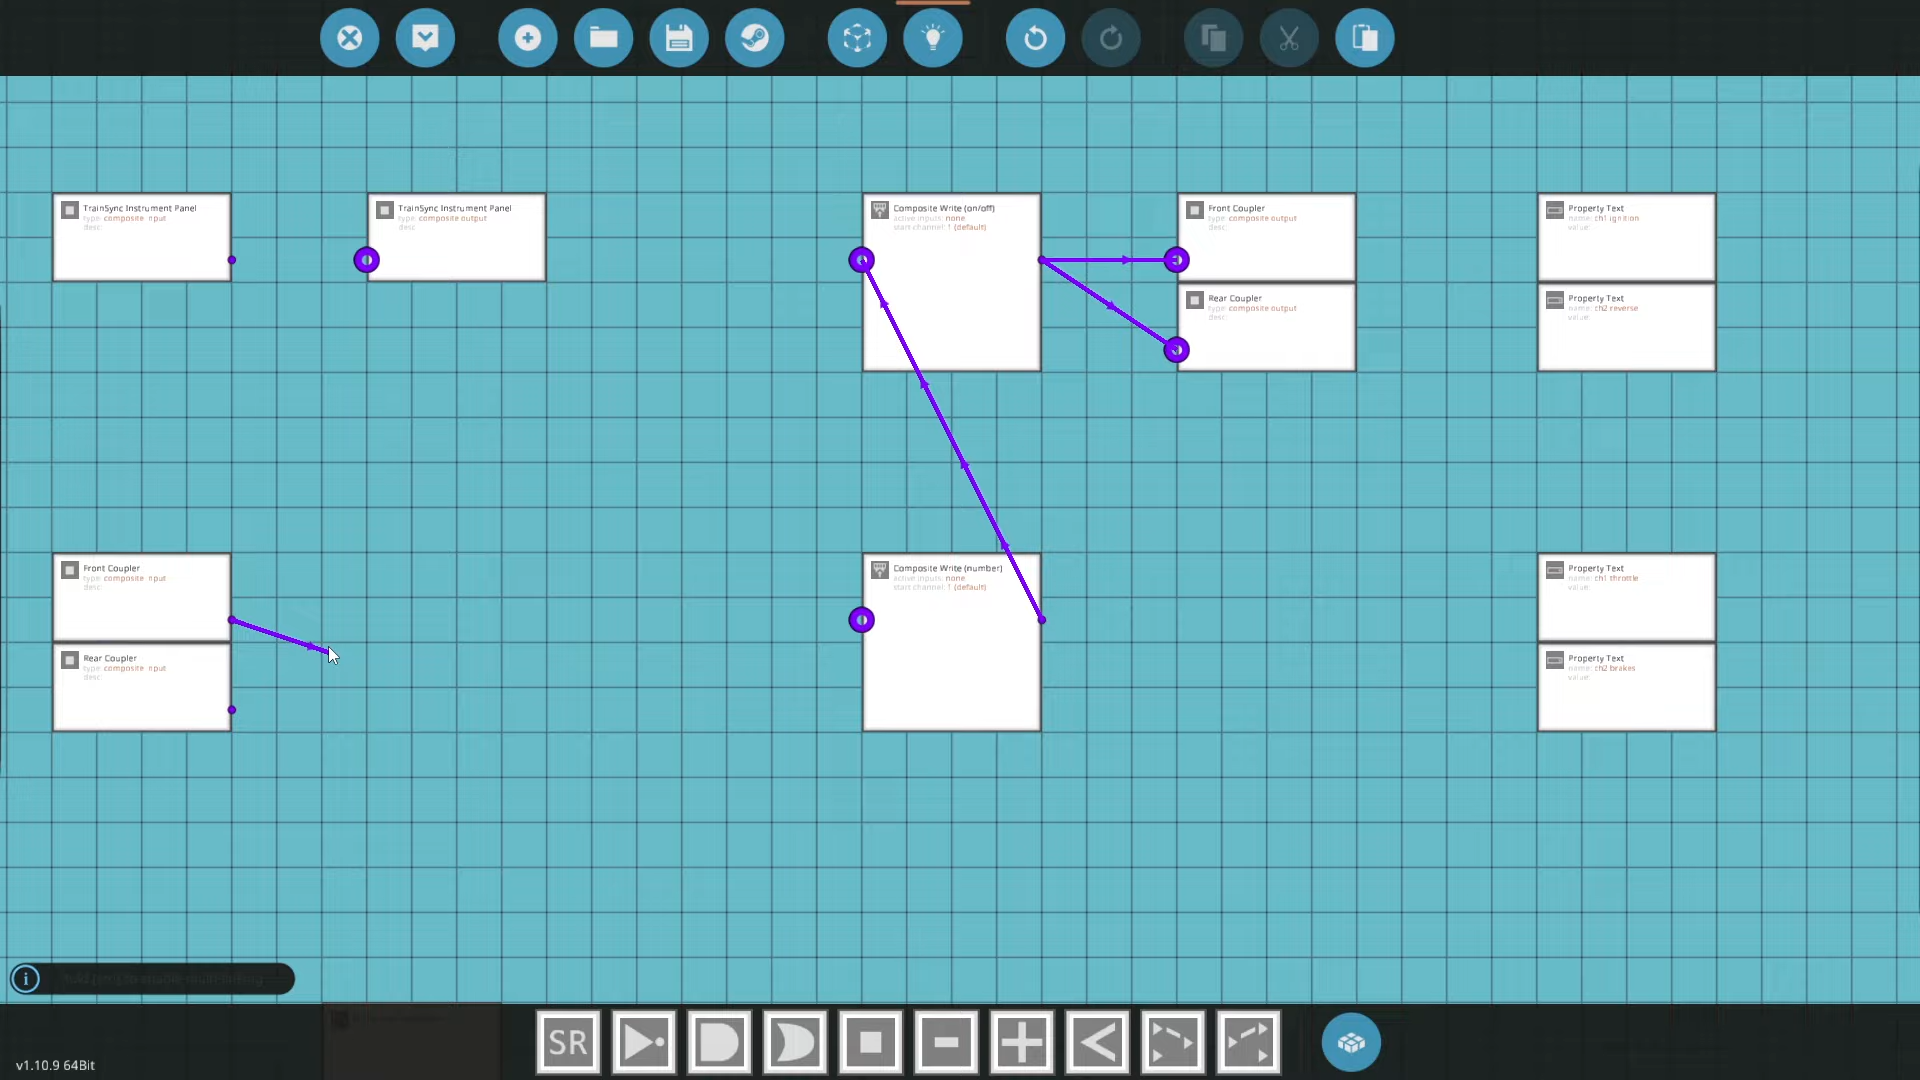 TrainSync Instrument Panel
type: composite input
desc:
TrainSync Instrument Panel
type: composite output
desc:
Composite Write (on/off)
active inputs: none
start channel: 1 (default)
Front Coupler
type: composite output
desc:
Rear Coupler
type: composite output
desc:
Property Text
name: ch1 ignition
value:
Property Text
name: ch2 reverse
value:
Front Coupler
type: composite input
desc:
Rear Coupler
type: composite input
desc:
Composite Write (number)
active inputs: none
start channel: 1 (default)
Property Text
name: ch1 throttle
value:
Property Text
name: ch2 brakes
value:
SR
v1.10.9 64Bit